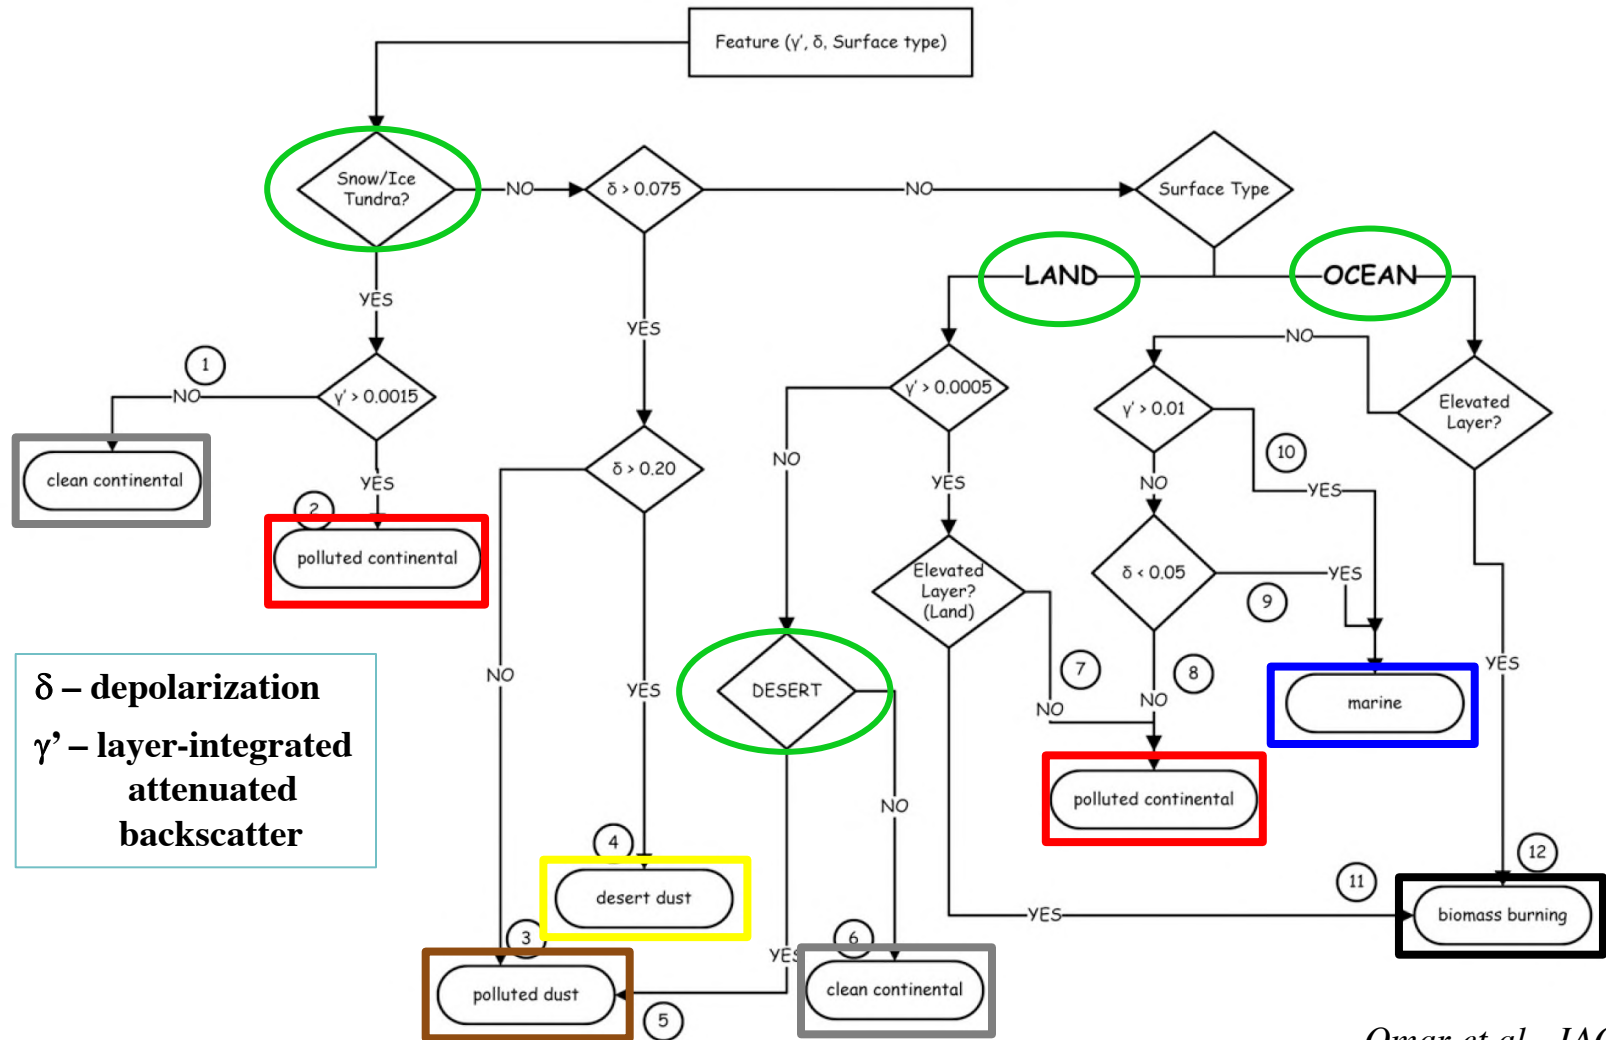 Feature (γ', δ, Surface type)
Snow/Ice
Tundra?
NO
δ > 0.075
NO
Surface Type
LAND
OCEAN
YES
YES
NO
1
NO
γ' > 0.0015
γ' > 0.0005
γ' > 0.01
Elevated
Layer?
clean continental
YES
2
polluted continental
δ > 0.20
NO
YES
NO
10
YES
Elevated
Layer?
(Land)
δ < 0.05
YES
9
δ – depolarization
γ' – layer-integrated
attenuated
backscatter
NO
YES
DESERT
7
NO
8
NO
YES
marine
polluted continental
NO
4
desert dust
3
polluted dust
YES
5
6
clean continental
YES
11
12
biomass burning
Omar et al.